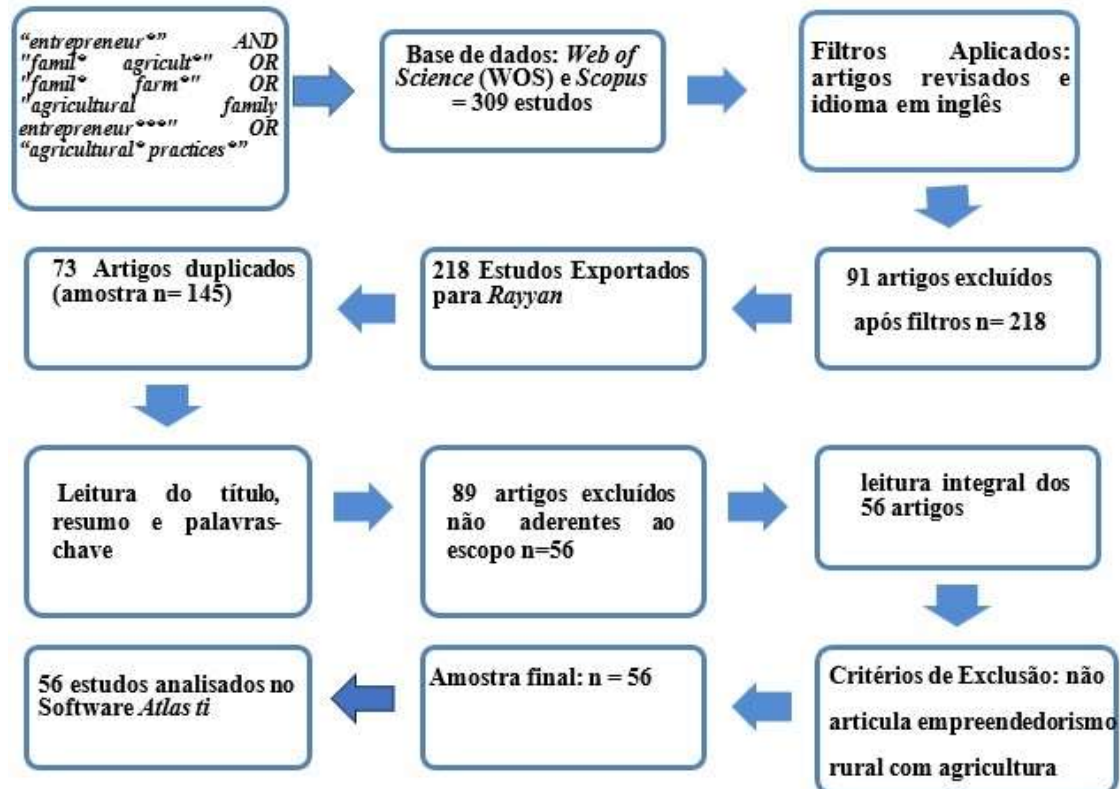 “entrepreneur*” AND
"famil* agricult*" OR
"famil* farm*" OR
"agricultural family
entrepreneur***" OR
“agricultural* practices*”
Base de dados: Web of
Science (WOS) e Scopus
= 309 estudos
Filtros Aplicados:
artigos revisados e
idioma em inglês
91 artigos excluídos
após filtros n= 218
218 Estudos Exportados
para Rayyan
73 Artigos duplicados
(amostra n= 145)
Leitura do título,
resumo e palavras-
chave
89 artigos excluídos
não aderentes ao
escopo n=56
leitura integral dos
56 artigos
Critérios de Exclusão: não
articula empreendedorismo
rural com agricultura
Amostra final: n = 56
56 estudos analisados no
Software Atlas ti